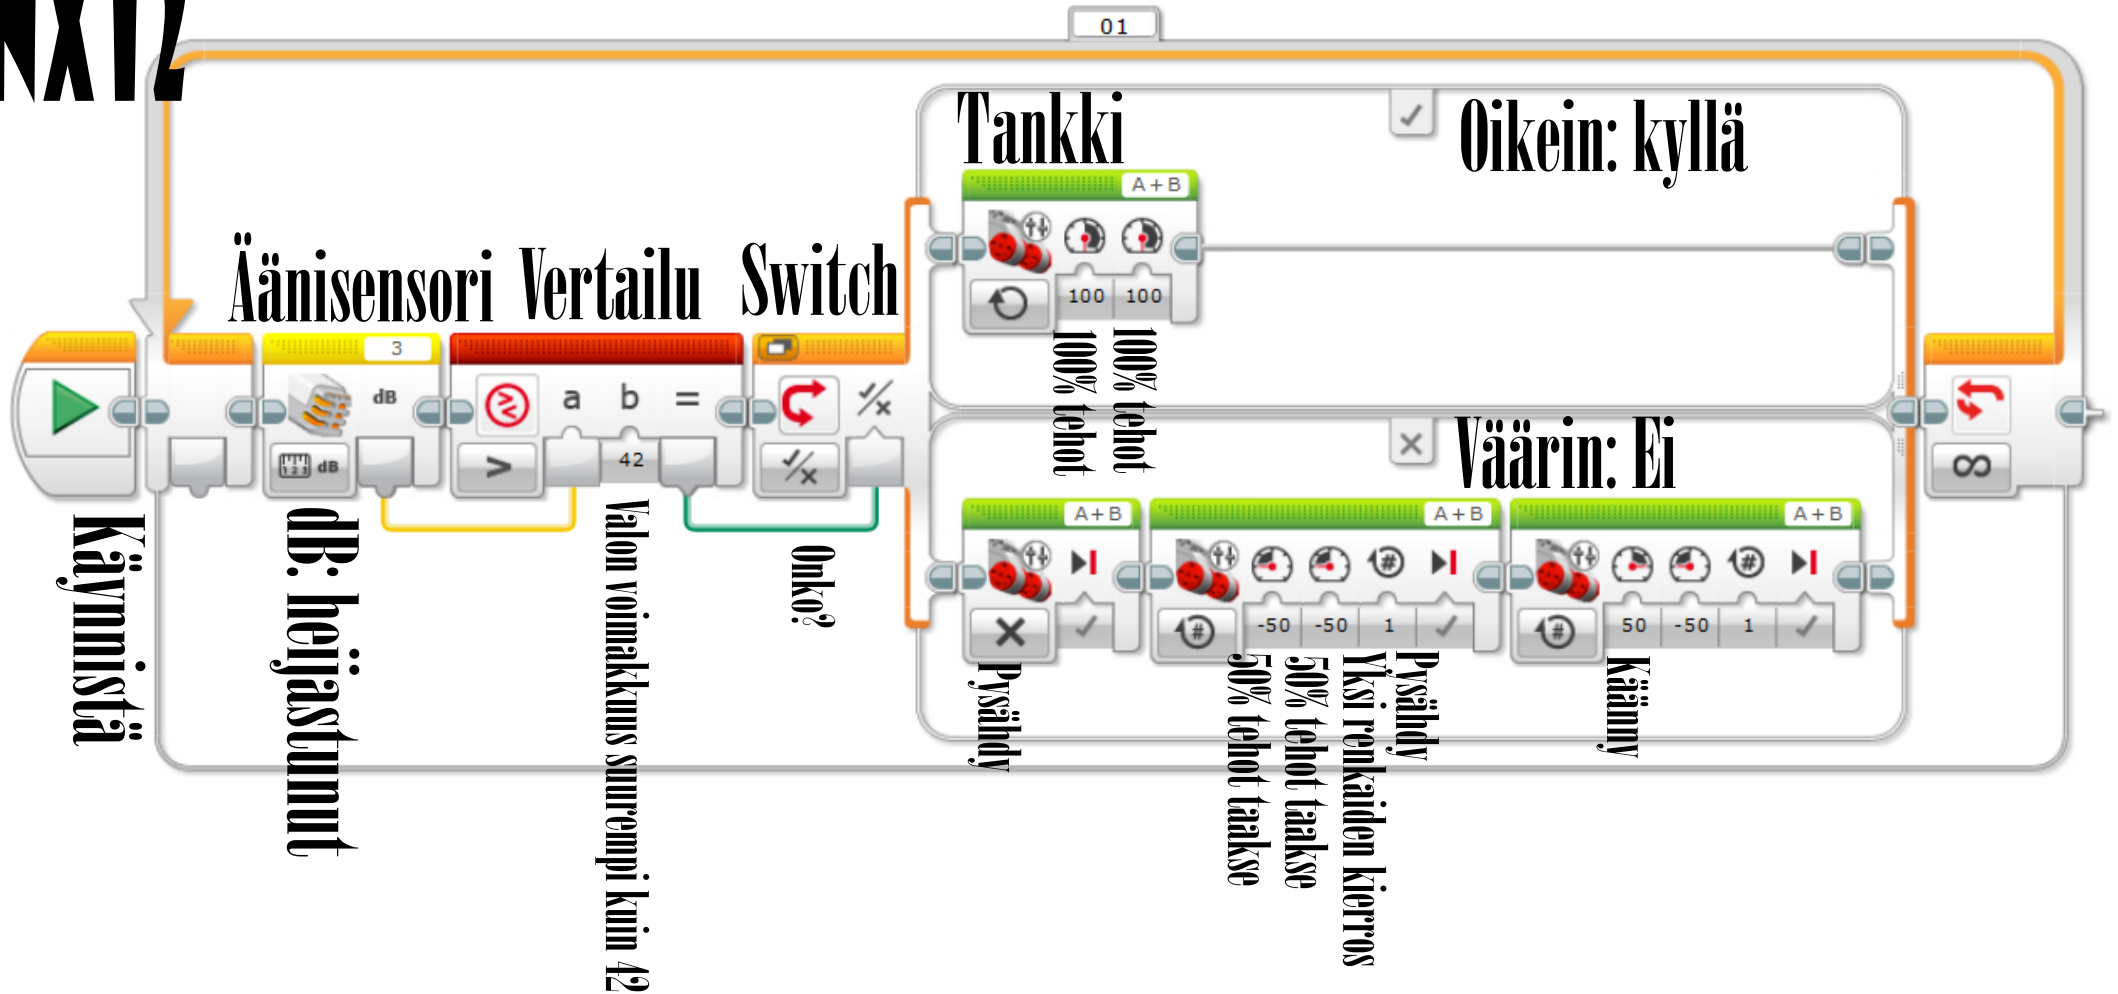 NXT2
01
Tankki
Oikein: kyllä
A+B
100 100
100% tehot
100% tehot
Äänisensori
Vertailu
Switch
3
dB
a b =
dB
>
42
Käynnistä
dB: heijastunut
Valon voimakkuus suurempi kuin 42
Onko?
Väärin: Ei
A+B
A+B
A+B
#
#
-50 -50 1
#
#
50 -50 1
Pysähdy
50% tehot taakse
50% tehot taakse
Yksi renkaiden kierros
Pysähdy
Käänny
∞